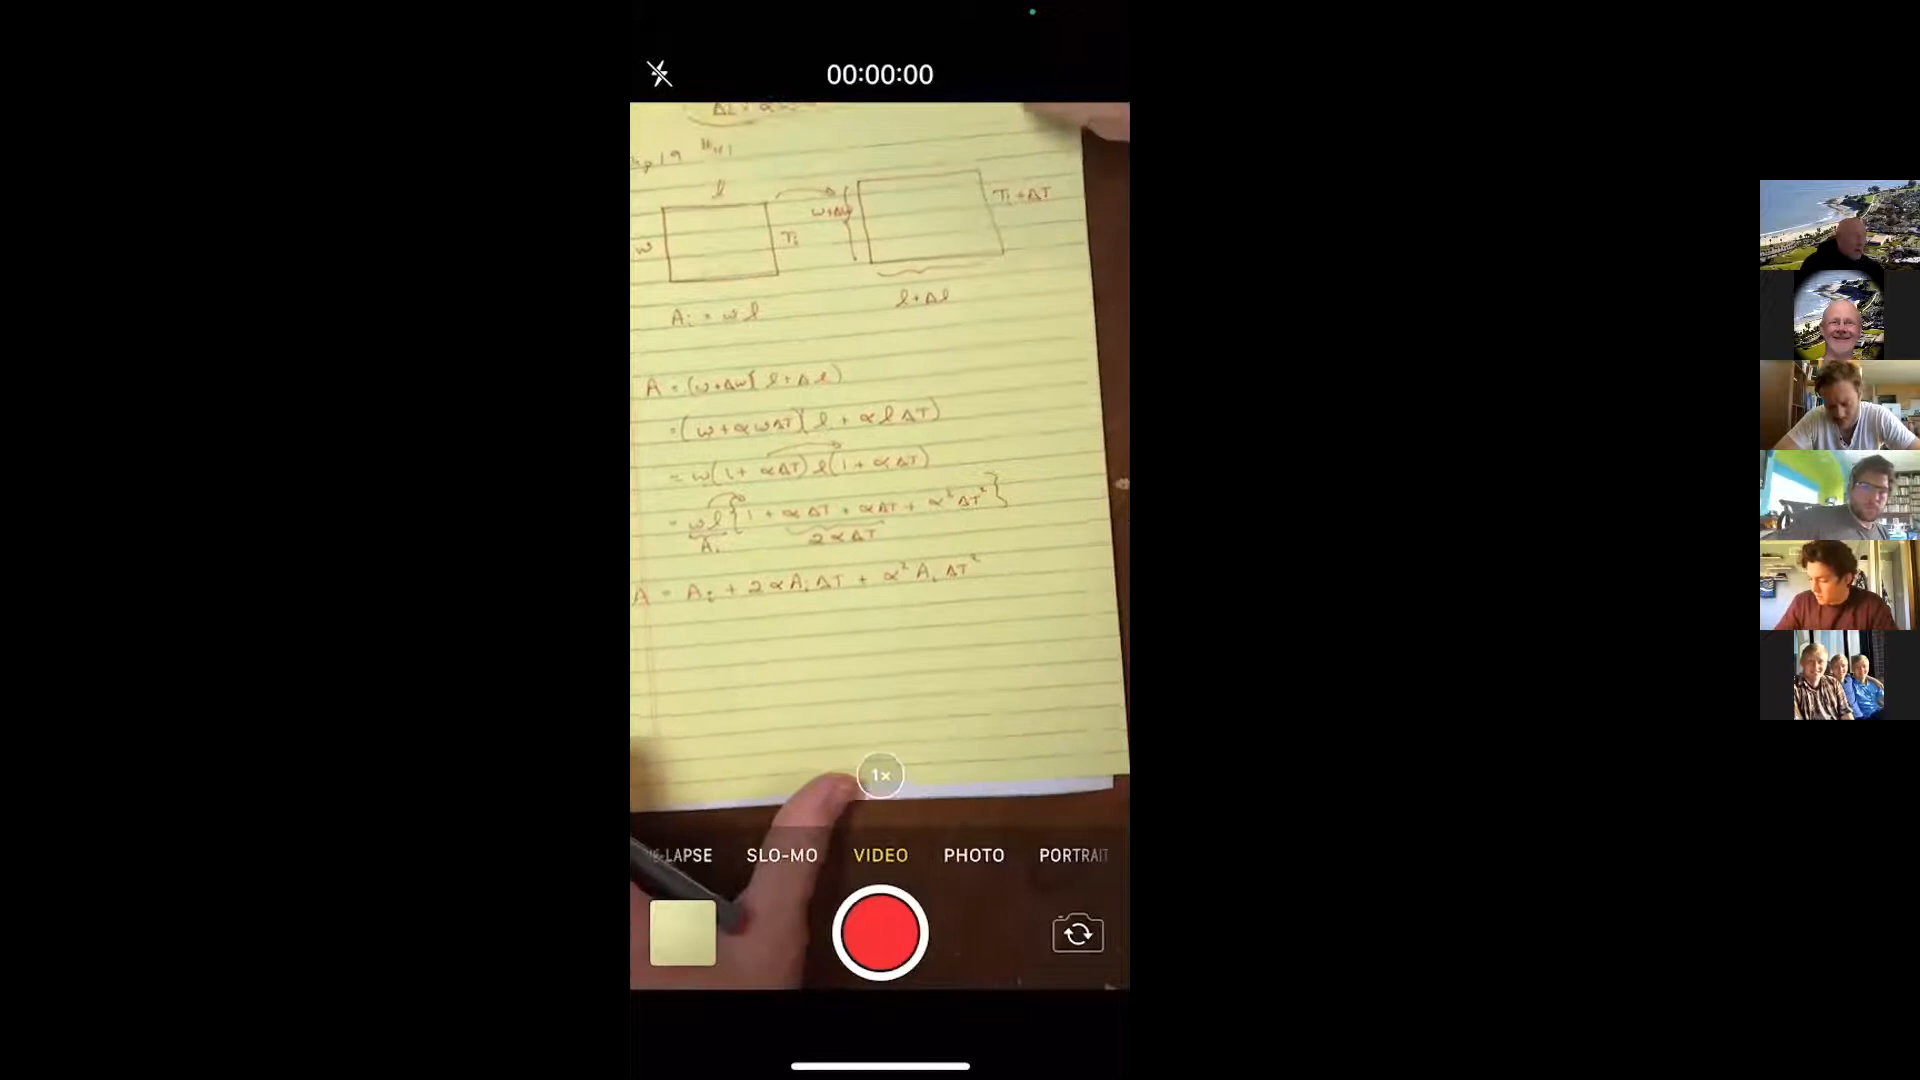 00:00:00
l
w
Ti
w+Δw
Ti + ΔT
l + Δl
Ai = w l
A = (w+Δw)(l+Δl)
= (w + αwΔT)(l + αlΔT)
= w(1 + αΔT) l(1 + αΔT)
= wl{1 + αΔT + αΔT + α²ΔT²}
Ai
2αΔT
A = Ai + 2αAiΔT + α²AiΔT²
1×
LAPSE SLO-MO VIDEO PHOTO PORTRAIT